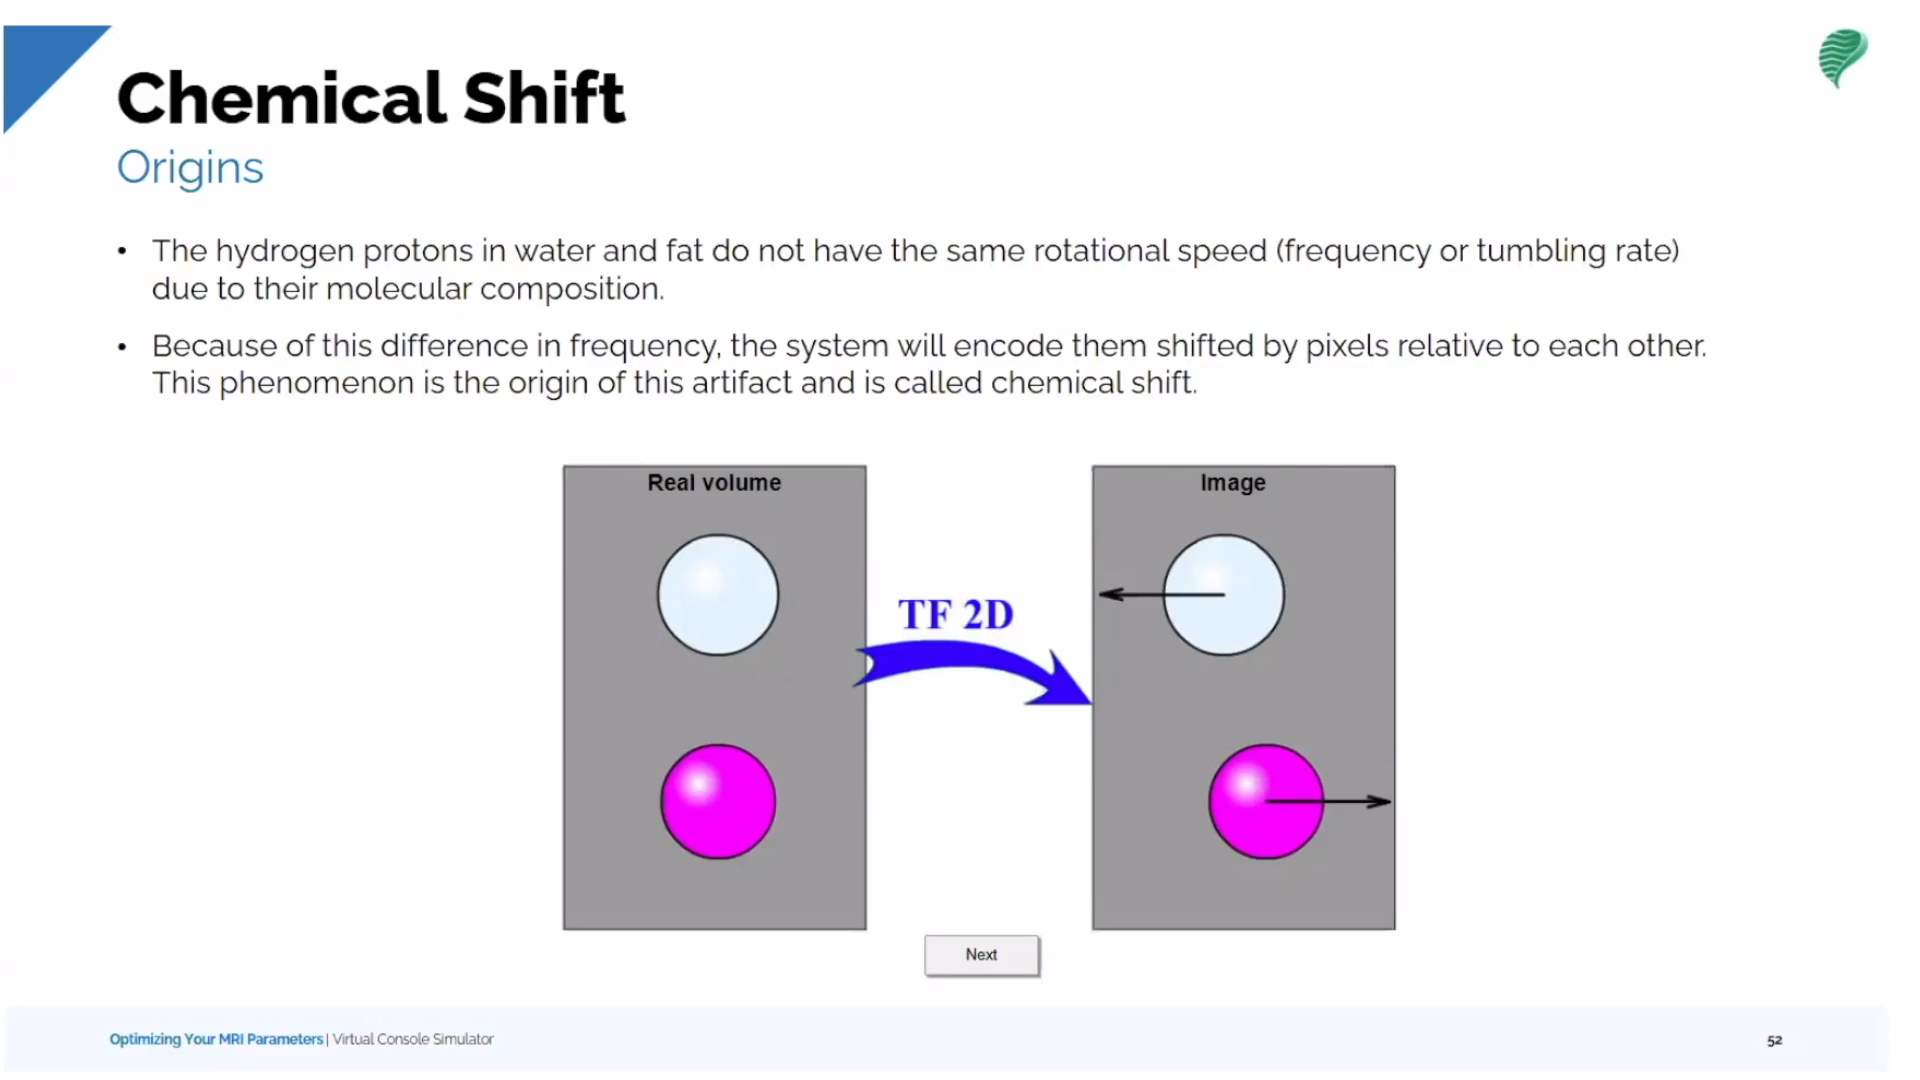 Chemical Shift
Origins
• The hydrogen protons in water and fat do not have the same rotational speed (frequency or tumbling rate)
due to their molecular composition.
• Because of this difference in frequency, the system will encode them shifted by pixels relative to each other.
This phenomenon is the origin of this artifact and is called chemical shift.
Real volume
Image
TF 2D
Next
Optimizing Your MRI Parameters | Virtual Console Simulator
52